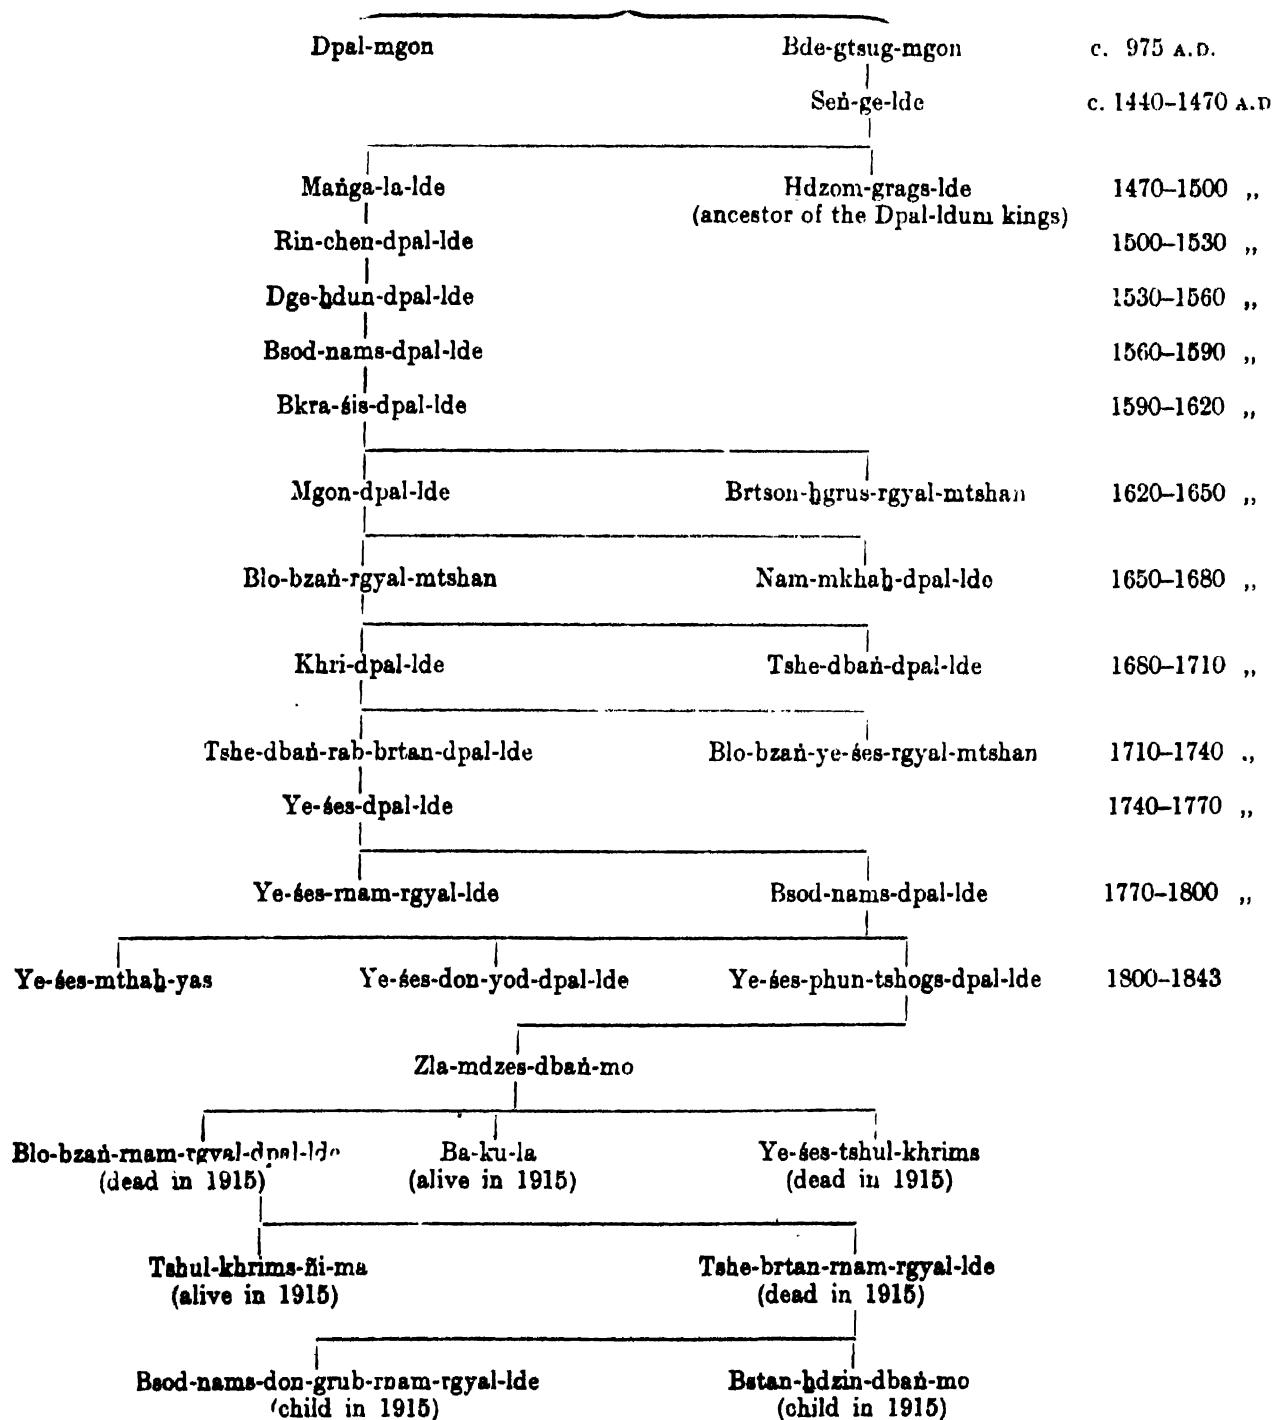 Dpal-mgon Bde-gtsug-mgon c. 975 A.D.
Seṅ-ge-lde c. 1440–1470 A.D
Maṅga-la-lde Hdzom-grags-lde 1470–1500 „
(ancestor of the Dpal-ldum kings)
Rin-chen-dpal-lde 1500–1530 „
Dge-ḥdun-dpal-lde 1530–1560 „
Bsod-nams-dpal-lde 1560–1590 „
Bkra-śis-dpal-lde 1590–1620 „
Mgon-dpal-lde Brtson-ḥgrus-rgyal-mtshan 1620–1650 „
Blo-bzaṅ-rgyal-mtshan Nam-mkhaḥ-dpal-lde 1650–1680 „
Khri-dpal-lde Tshe-dbaṅ-dpal-lde 1680–1710 „
Tshe-dbaṅ-rab-brtan-dpal-lde Blo-bzaṅ-ye-śes-rgyal-mtshan 1710–1740 „
Ye-śes-dpal-lde 1740–1770 „
Ye-śes-rnam-rgyal-lde Bsod-nams-dpal-lde 1770–1800 „
Ye-śes-mthaḥ-yas Ye-śes-don-yod-dpal-lde Ye-śes-phun-tshogs-dpal-lde 1800–1843
Zla-mdzes-dbaṅ-mo
Blo-bzaṅ-rnam-rgyal-dpal-lde Ba-ku-la Ye-śes-tshul-khrims
(dead in 1915) (alive in 1915) (dead in 1915)
Tshul-khrims-ñi-ma Tshe-brtan-rnam-rgyal-lde
(alive in 1915) (dead in 1915)
Bsod-nams-don-grub-rnam-rgyal-lde Bstan-ḥdzin-dbaṅ-mo
(child in 1915) (child in 1915)